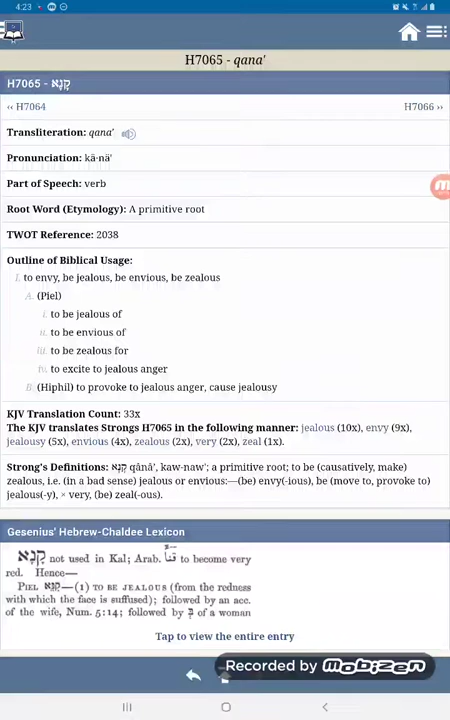 4:23
H7065 - qana'
H7065 - קָנָא
‹‹ H7064
H7066 ››
Transliteration: qana'
Pronunciation: kä·nä'
Part of Speech: verb
Root Word (Etymology): A primitive root
TWOT Reference: 2038
Outline of Biblical Usage:
I. to envy, be jealous, be envious, be zealous
A. (Piel)
i. to be jealous of
ii. to be envious of
iii. to be zealous for
iv. to excite to jealous anger
B. (Hiphil) to provoke to jealous anger, cause jealousy
KJV Translation Count: 33x
The KJV translates Strongs H7065 in the following manner: jealous (10x), envy (9x),
jealousy (5x), envious (4x), zealous (2x), very (2x), zeal (1x).
Strong's Definitions: קָנָא qânâʼ, kaw-naw'; a primitive root; to be (causatively, make)
zealous, i.e. (in a bad sense) jealous or envious:—(be) envy(-ious), be (move to, provoke to)
jealous(-y), × very, (be) zeal(-ous).
Gesenius' Hebrew-Chaldee Lexicon
קָנָא not used in Kal; Arab. to become very
red. Hence—
PIEL קִנֵּא—(1) TO BE JEALOUS (from the redness
with which the face is suffused); followed by an acc.
of the wife, Num. 5:14; followed by בְּ of a woman
Tap to view the entire entry
Recorded by mobizen